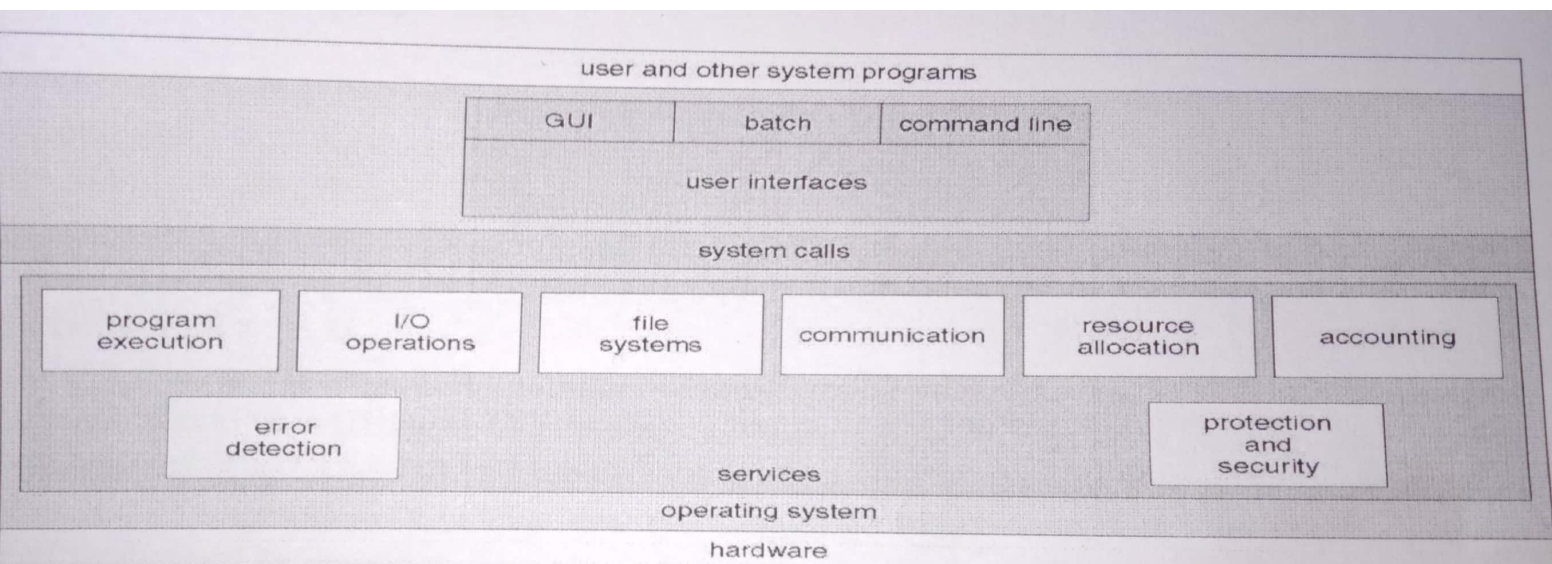 user and other system programs
GUI batch command line
user interfaces
system calls
program
execution
I/O
operations
file
systems
communication
resource
allocation
accounting
error
detection
protection
and
security
services
operating system
hardware